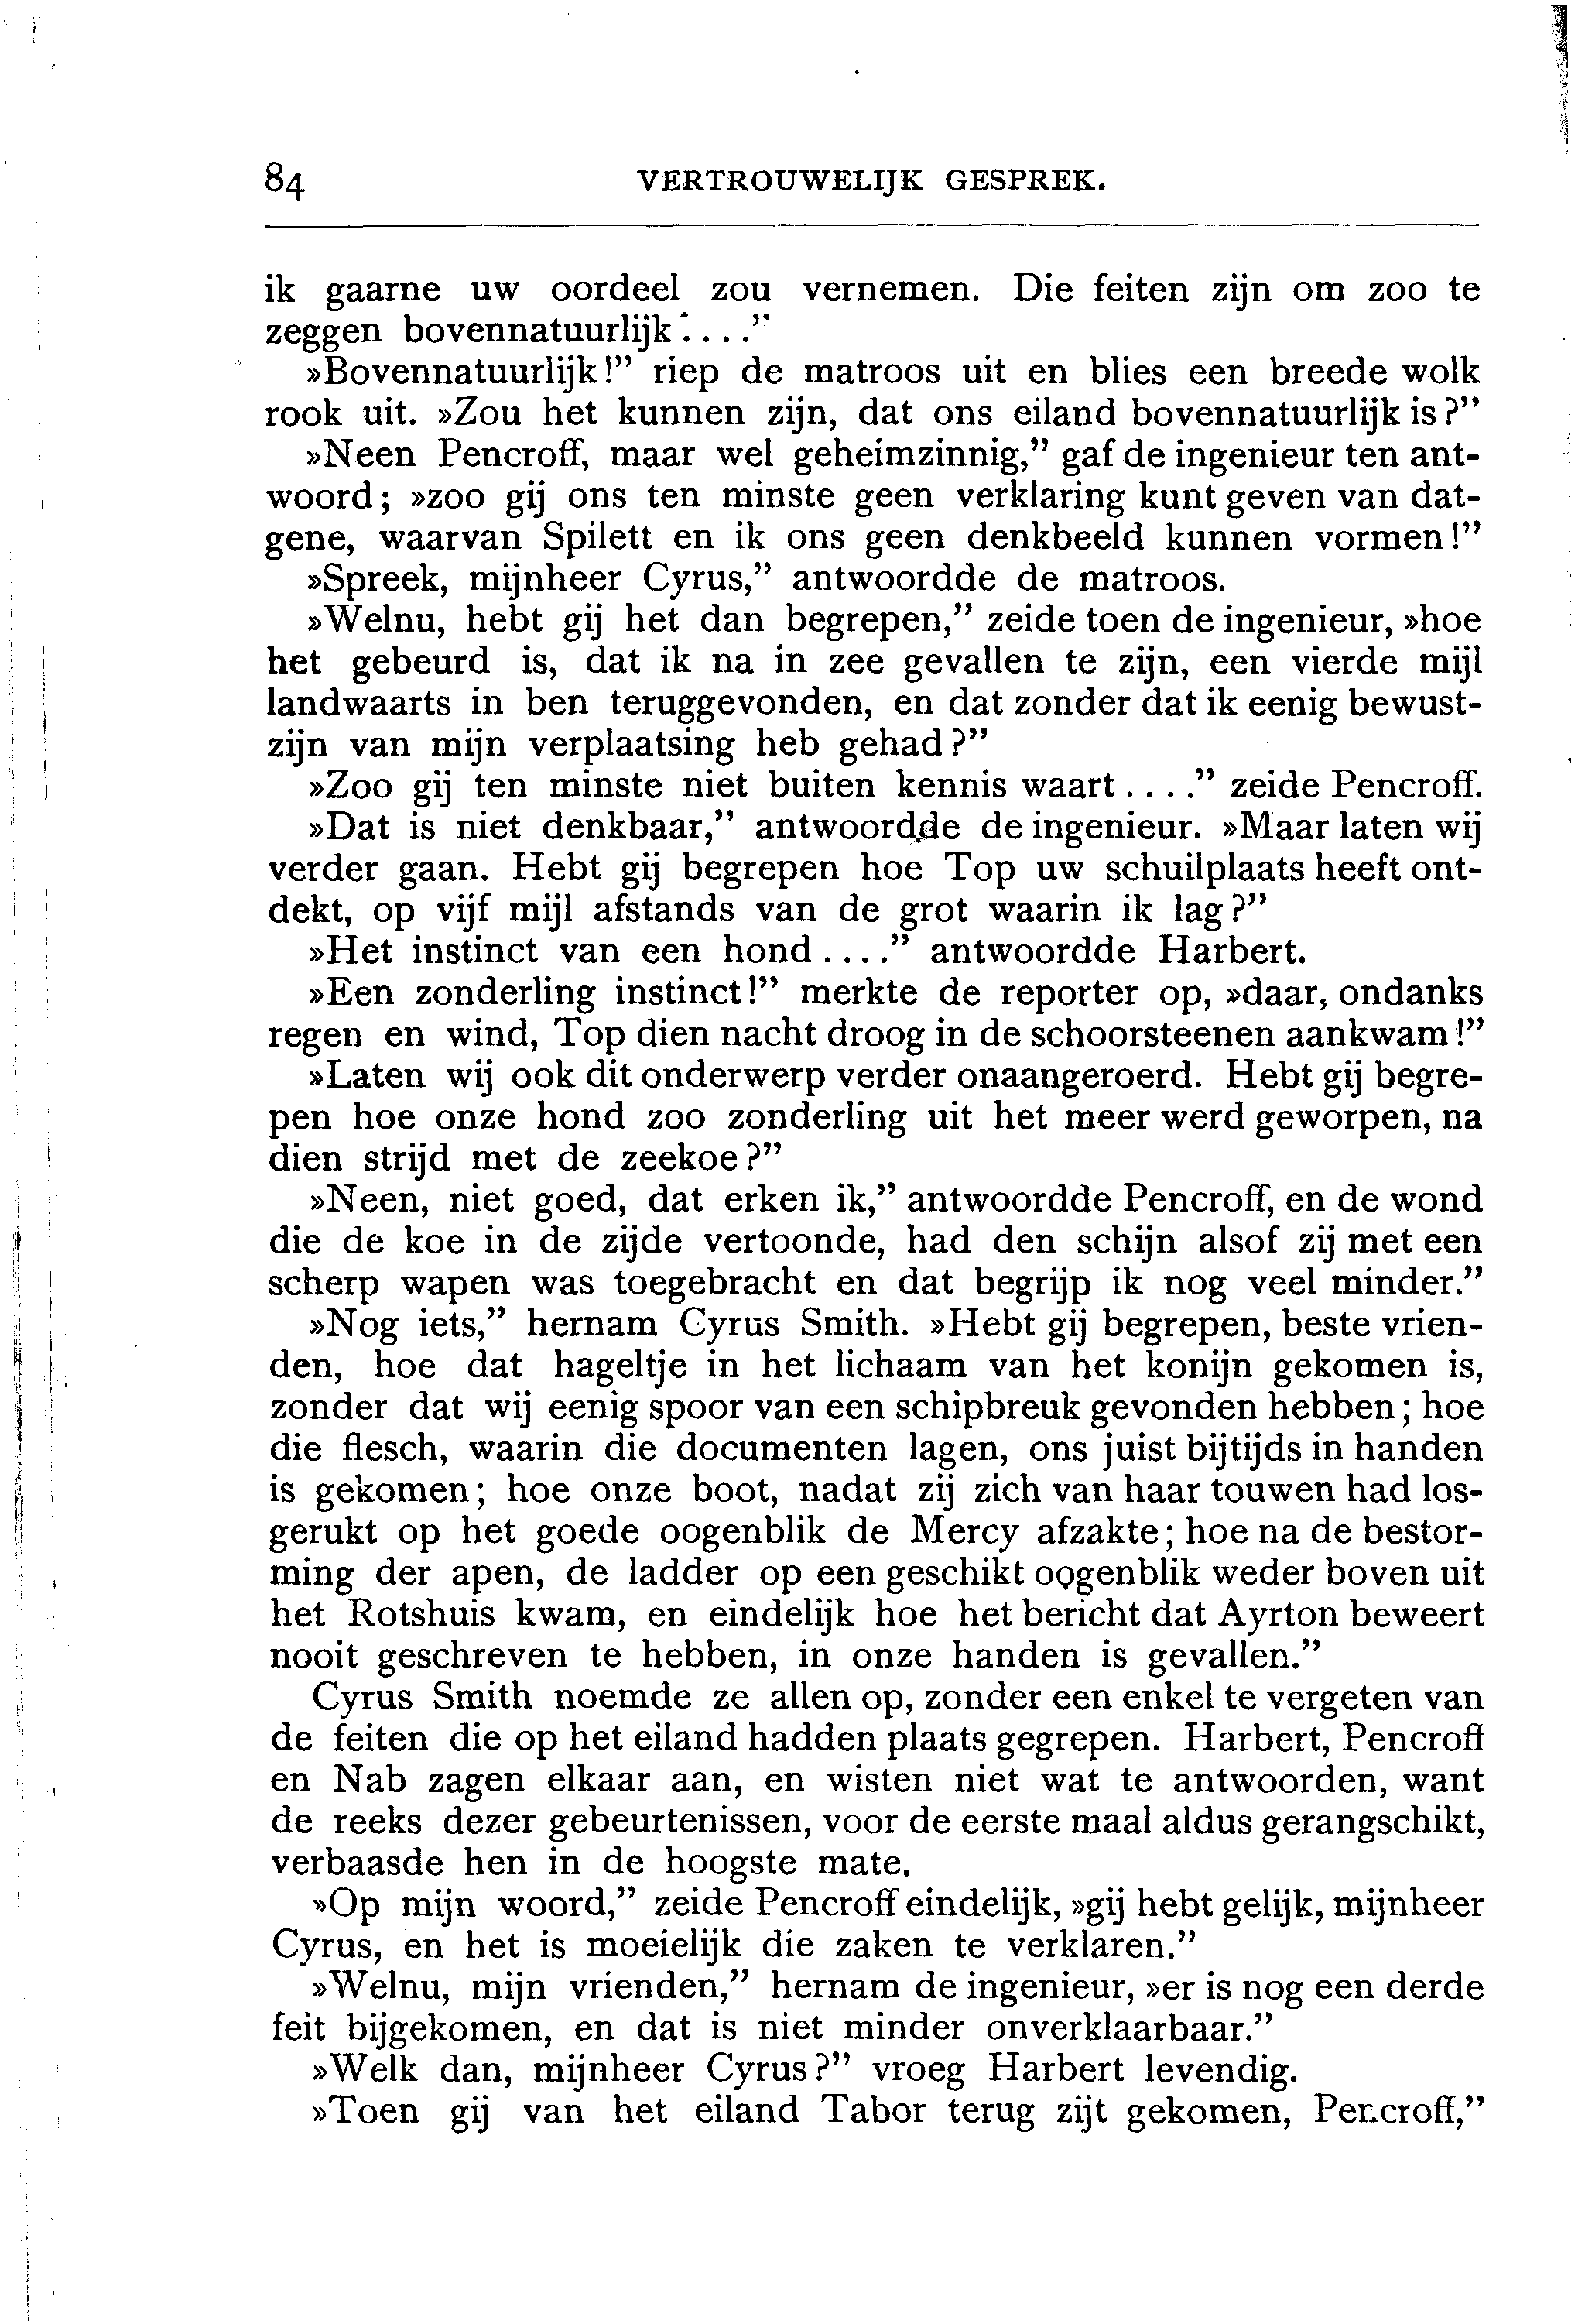 84 VERTROUWELIJK GESPREK.
ik gaarne uw oordeel zou vernemen. Die feiten zijn om zoo te
zeggen bovennatuurlijk....”
»Bovennatuurlijk!” riep de matroos uit en blies een breede wolk
rook uit. »Zou het kunnen zijn, dat ons eiland bovennatuurlijk is?”
»Neen Pencroff, maar wel geheimzinnig,” gaf de ingenieur ten ant-
woord; »zoo gij ons ten minste geen verklaring kunt geven van dat-
gene, waarvan Spilett en ik ons geen denkbeeld kunnen vormen!”
»Spreek, mijnheer Cyrus,” antwoordde de matroos.
»Welnu, hebt gij het dan begrepen,” zeide toen de ingenieur, »hoe
het gebeurd is, dat ik na in zee gevallen te zijn, een vierde mijl
landwaarts in ben teruggevonden, en dat zonder dat ik eenig bewust-
zijn van mijn verplaatsing heb gehad?”
»Zoo gij ten minste niet buiten kennis waart....” zeide Pencroff.
»Dat is niet denkbaar,” antwoordde de ingenieur. »Maar laten wij
verder gaan. Hebt gij begrepen hoe Top uw schuilplaats heeft ont-
dekt, op vijf mijl afstands van de grot waarin ik lag?”
»Het instinct van een hond....” antwoordde Harbert.
»Een zonderling instinct!” merkte de reporter op, »daar, ondanks
regen en wind, Top dien nacht droog in de schoorsteenen aankwam!”
»Laten wij ook dit onderwerp verder onaangeroerd. Hebt gij begre-
pen hoe onze hond zoo zonderling uit het meer werd geworpen, na
dien strijd met de zeekoe?”
»Neen, niet goed, dat erken ik,” antwoordde Pencroff, en de wond
die de koe in de zijde vertoonde, had den schijn alsof zij met een
scherp wapen was toegebracht en dat begrijp ik nog veel minder.”
»Nog iets,” hernam Cyrus Smith. »Hebt gij begrepen, beste vrien-
den, hoe dat hageltje in het lichaam van het konijn gekomen is,
zonder dat wij eenig spoor van een schipbreuk gevonden hebben; hoe
die flesch, waarin die documenten lagen, ons juist bijtijds in handen
is gekomen; hoe onze boot, nadat zij zich van haar touwen had los-
gerukt op het goede oogenblik de Mercy afzakte; hoe na de bestor-
ming der apen, de ladder op een geschikt oogenblik weder boven uit
het Rotshuis kwam, en eindelijk hoe het bericht dat Ayrton beweert
nooit geschreven te hebben, in onze handen is gevallen.”
Cyrus Smith noemde ze allen op, zonder een enkel te vergeten van
de feiten die op het eiland hadden plaats gegrepen. Harbert, Pencroff
en Nab zagen elkaar aan, en wisten niet wat te antwoorden, want
de reeks dezer gebeurtenissen, voor de eerste maal aldus gerangschikt,
verbaasde hen in de hoogste mate.
»Op mijn woord,” zeide Pencroff eindelijk, »gij hebt gelijk, mijnheer
Cyrus, en het is moeielijk die zaken te verklaren.”
»Welnu, mijn vrienden,” hernam de ingenieur, »er is nog een derde
feit bijgekomen, en dat is niet minder onverklaarbaar.”
»Welk dan, mijnheer Cyrus?” vroeg Harbert levendig.
»Toen gij van het eiland Tabor terug zijt gekomen, Pencroff,”